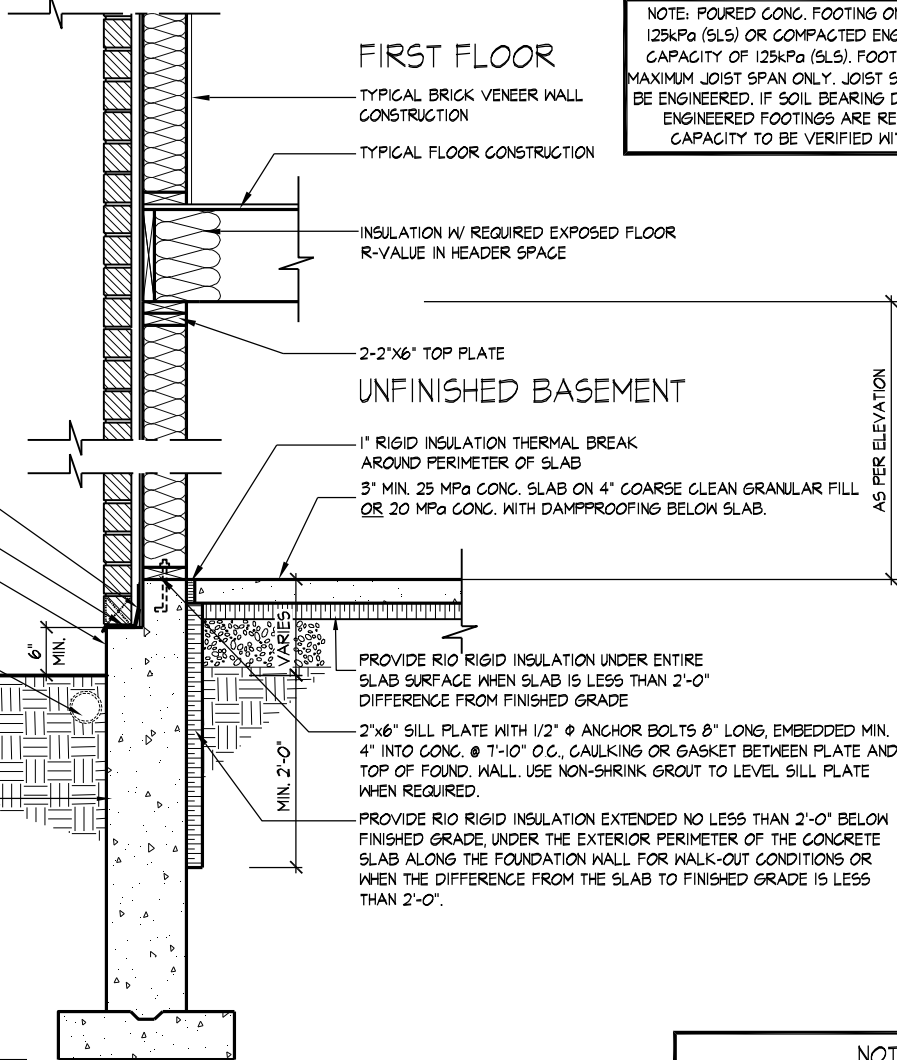 NOTE: POURED CONC. FOOTING ON
125kPa (SLS) OR COMPACTED ENG
CAPACITY OF 125kPa (SLS). FOOT
MAXIMUM JOIST SPAN ONLY. JOIST S
BE ENGINEERED. IF SOIL BEARING D
ENGINEERED FOOTINGS ARE RE
CAPACITY TO BE VERIFIED WIT
FIRST FLOOR
TYPICAL BRICK VENEER WALL
CONSTRUCTION
TYPICAL FLOOR CONSTRUCTION
INSULATION W/ REQUIRED EXPOSED FLOOR
R-VALUE IN HEADER SPACE
2-2"X6" TOP PLATE
UNFINISHED BASEMENT
AS PER ELEVATION
1" RIGID INSULATION THERMAL BREAK
AROUND PERIMETER OF SLAB
3" MIN. 25 MPa CONC. SLAB ON 4" COARSE CLEAN GRANULAR FILL
OR 20 MPa CONC. WITH DAMPPROOFING BELOW SLAB.
6"
MIN.
VARIES
MIN. 2'-0"
PROVIDE R10 RIGID INSULATION UNDER ENTIRE
SLAB SURFACE WHEN SLAB IS LESS THAN 2'-0"
DIFFERENCE FROM FINISHED GRADE
2"x6" SILL PLATE WITH 1/2" Φ ANCHOR BOLTS 8" LONG, EMBEDDED MIN.
4" INTO CONC. @ 7'-10" O.C., CAULKING OR GASKET BETWEEN PLATE AND
TOP OF FOUND. WALL. USE NON-SHRINK GROUT TO LEVEL SILL PLATE
WHEN REQUIRED.
PROVIDE R10 RIGID INSULATION EXTENDED NO LESS THAN 2'-0" BELOW
FINISHED GRADE, UNDER THE EXTERIOR PERIMETER OF THE CONCRETE
SLAB ALONG THE FOUNDATION WALL FOR WALK-OUT CONDITIONS OR
WHEN THE DIFFERENCE FROM THE SLAB TO FINISHED GRADE IS LESS
THAN 2'-0".
NOT